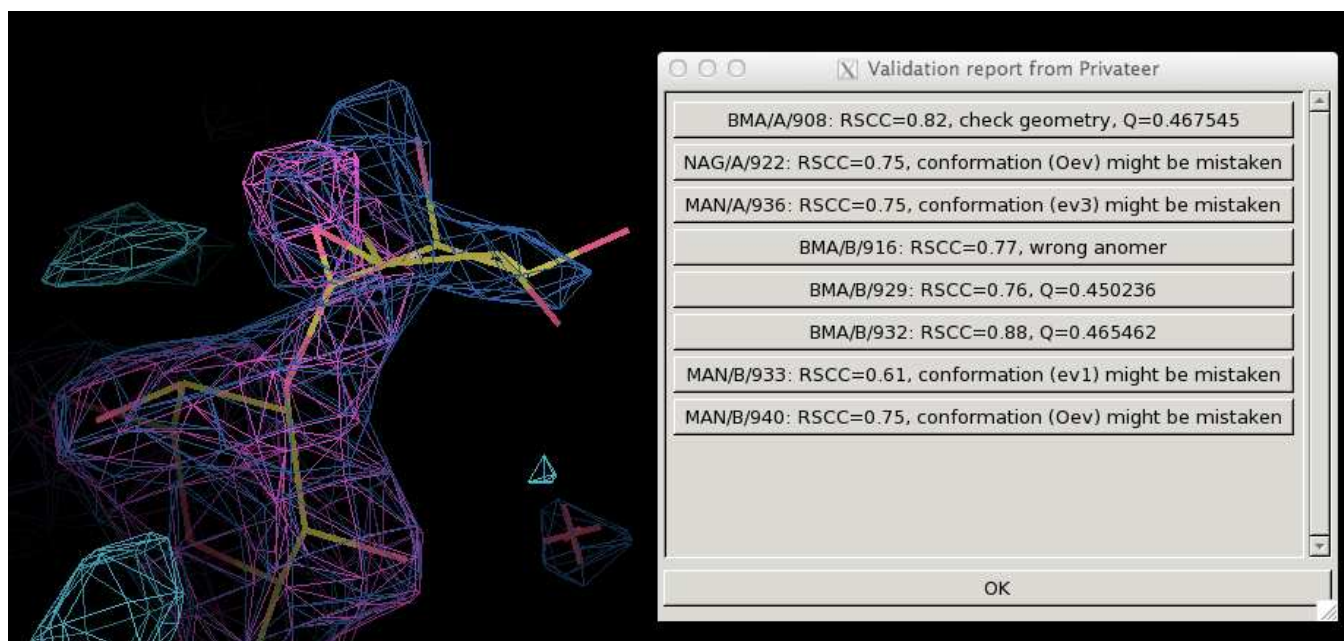 Validation report from Privateer
BMA/A/908: RSCC=0.82, check geometry, Q=0.467545
NAG/A/922: RSCC=0.75, conformation (Oev) might be mistaken
MAN/A/936: RSCC=0.75, conformation (ev3) might be mistaken
BMA/B/916: RSCC=0.77, wrong anomer
BMA/B/929: RSCC=0.76, Q=0.450236
BMA/B/932: RSCC=0.88, Q=0.465462
MAN/B/933: RSCC=0.61, conformation (ev1) might be mistaken
MAN/B/940: RSCC=0.75, conformation (Oev) might be mistaken
OK